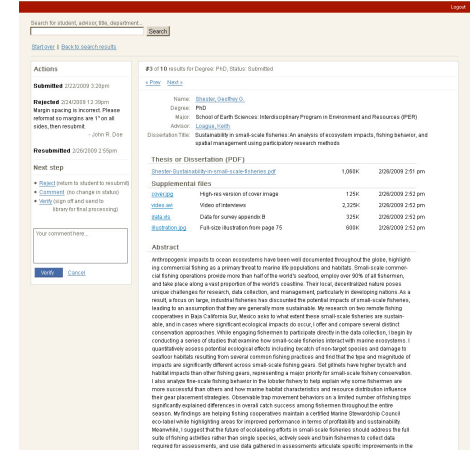 Logout
Search for student, advisor, title, department...
Search
Start over || Back to search results
Actions
Submitted 2/22/2009 3:20pm
Rejected 2/24/2009 12:39pm
Margin spacing is incorrect. Please
reformat so margins are 1" on all
sides, then resubmit.
- John R. Doe
Resubmitted 2/26/2009 2:55pm
Next step
Reject (return to student to resubmit)
Comment (no change in status)
Verify (sign off and send to
library for final processing)
Your comment here...
Verify Cancel
#3 of 10 results for Degree: PhD, Status: Submitted
« Prev Next »
Name: Shester, Geoffrey G.
Degree: PhD
Major: School of Earth Sciences: Interdisciplinary Program in Environment and Resources (IPER)
Advisor: Loague, Keith
Dissertation Title: Sustainability in small-scale fisheries: An analysis of ecosystem impacts, fishing behavior, and
spatial management using participatory research methods
Thesis or Dissertation (PDF)
Shester-Sustainability-in-small-scale-fisheries.pdf 1,080K 2/26/2009 2:51 pm
Supplemental files
cover.jpg High-res version of cover image 125K 2/26/2009 2:52 pm
video.avi Video of interviews 2,325K 2/26/2009 2:52 pm
data.xls Data for survey appendix B 325K 2/26/2009 2:52 pm
illustration.jpg Full-size illustration from page 75 600K 2/26/2009 2:52 pm
Abstract
Anthropogenic impacts to ocean ecosystems have been well documented throughout the globe, highlight-
ing commercial fishing as a primary threat to marine life populations and habitats. Small-scale commer-
cial fishing operations provide more than half of the world's seafood, employ over 90% of all fishermen,
and take place along a vast proportion of the world's coastline. Their local, decentralized nature poses
unique challenges for research, data collection, and management, particularly in developing nations. As a
result, a focus on large, industrial fisheries has discounted the potential impacts of small-scale fisheries,
leading to an assumption that they are generally more sustainable. My research on two remote fishing
cooperatives in Baja California Sur, Mexico asks to what extent these small-scale fisheries are sustain-
able, and in cases where significant ecological impacts do occur, I offer and compare several distinct
conservation approaches. While engaging fishermen to participate directly in the data collection, I begin by
conducting a series of studies that examine how small-scale fisheries interact with marine ecosystems. I
quantitatively assess potential ecological effects including bycatch of non-target species and damage to
seafloor habitats resulting from several common fishing practices and find that the type and magnitude of
impacts are significantly different across small-scale fishing gears. Set gillnets have higher bycatch and
habitat impacts than other fishing gears, representing a major priority for small-scale fishery conservation.
I also analyze fine-scale fishing behavior in the lobster fishery to help explain why some fishermen are
more successful than others and how marine habitat characteristics and resource distribution influence
their gear placement strategies. Observable trap movement behaviors on a limited number of fishing trips
significantly explained differences in overall catch success among fishermen throughout the entire
season. My findings are helping fishing cooperatives maintain a certified Marine Stewardship Council
eco-label while highlighting areas for improved performance in terms of profitability and sustainability.
Meanwhile, I suggest that the future of ecolabeling efforts in small-scale fisheries should address the full
suite of fishing activities rather than single species, actively seek and train fishermen to collect data
required for assessments, and use data gathered in assessments articulate specific improvements in the